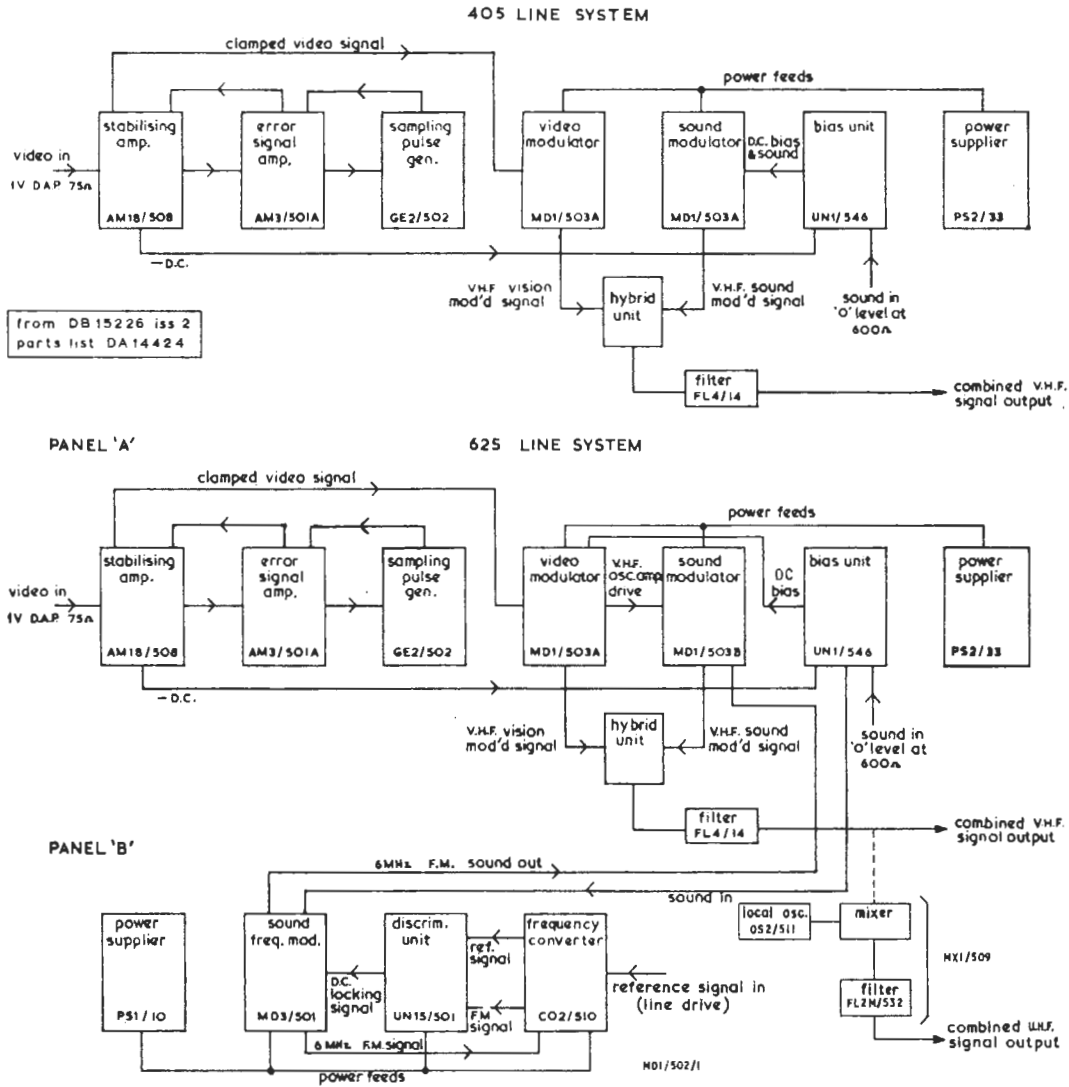 405 LINE SYSTEM
clamped video signal
power feeds
stabilising
amp.
AM18/508
error
signal
amp.
AM3/501A
sampling
pulse
gen.
GE2/502
video
modulator
MD1/503A
sound
modulator
MD1/503A
D.C. bias
& sound
bias unit
UN1/546
power
supplier
PS2/33
video in
1V D.A.P. 75Ω
—D.C.
V.H.F. vision
mod'd signal
hybrid
unit
V.H.F. sound
mod'd signal
sound in
'O' level at
600Ω
from DB15226 iss 2
parts list DA14424
filter
FL4/14
combined V.H.F.
signal output
PANEL 'A'
625 LINE SYSTEM
clamped video signal
power feeds
stabilising
amp.
AM18/508
error
signal
amp.
AM3/501A
sampling
pulse
gen.
GE2/502
video
modulator
MD1/503A
V.H.F.
osc.amp
drive
sound
modulator
MD1/503B
DC
bias
bias unit
UN1/546
power
supplier
PS2/33
video in
1V D.A.P. 75Ω
—D.C.
V.H.F. vision
mod'd signal
hybrid
unit
V.H.F. sound
mod'd signal
sound in
'O' level at
600Ω
filter
FL4/14
combined V.H.F.
signal output
PANEL 'B'
6MHz F.M. sound out
sound in
power
supplier
PS1/10
sound
freq. mod.
MD3/501
D.C.
locking
signal
discrim.
unit
UN15/501
ref.
signal
F.M
signal
frequency
converter
CO2/510
reference signal in
(line drive)
local osc.
OS2/511
mixer
filter
FL2M/532
MX1/509
6 MHz F.M. signal
power feeds
MD1/502/1
combined U.H.F.
signal output